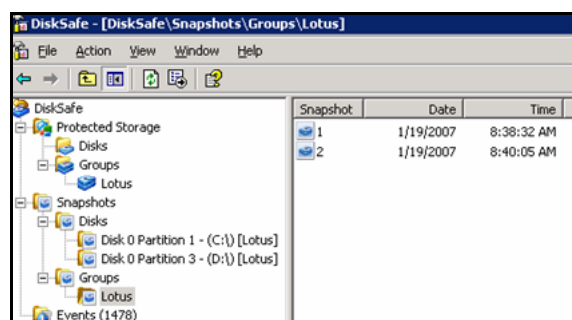 DiskSafe - [DiskSafe\Snapshots\Groups\Lotus]
File Action View Window Help
DiskSafe
Protected Storage
Disks
Groups
Lotus
Snapshots
Disks
Disk 0 Partition 1 - (C:\) [Lotus]
Disk 0 Partition 3 - (D:\) [Lotus]
Groups
Lotus
Events (1478)
Snapshot Date Time
1 1/19/2007 8:38:32 AM
2 1/19/2007 8:40:05 AM